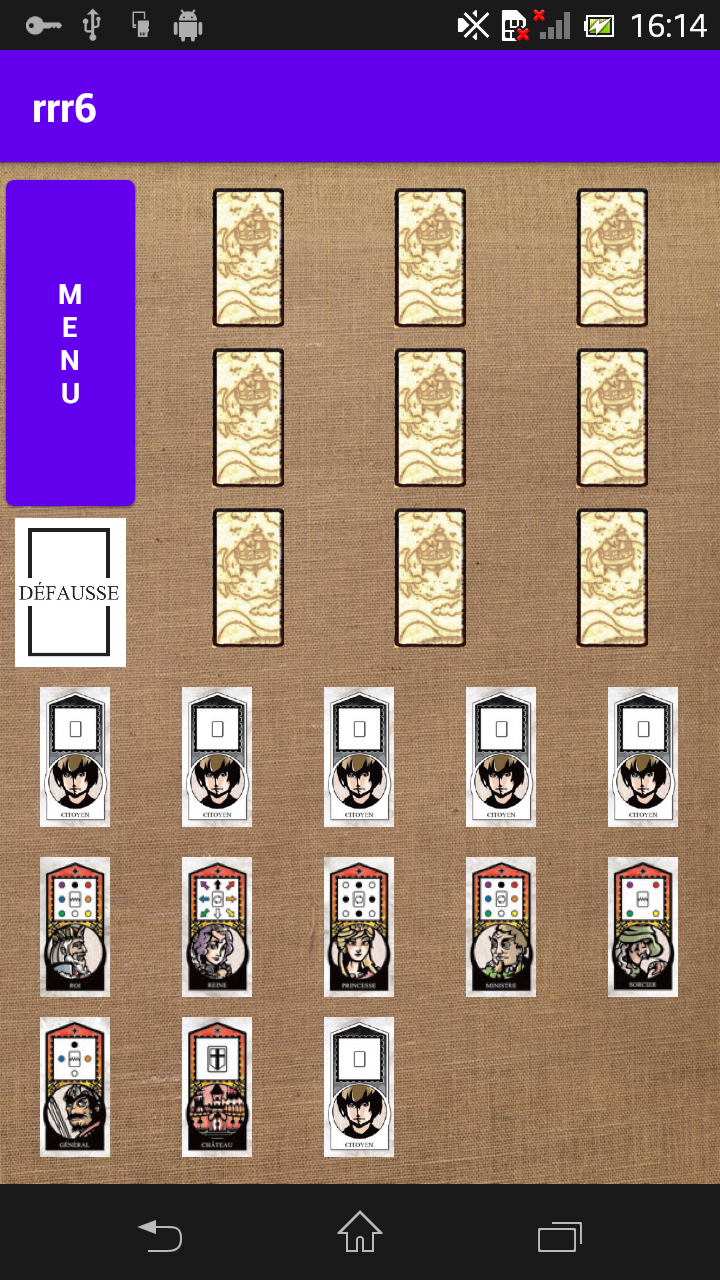 16:14
rrr6
M
E
N
U
DÉFAUSSE
CITOYEN CITOYEN CITOYEN CITOYEN CITOYEN
ROI REINE PRINCESSE MINISTRE SORCIER
GÉNÉRAL CHÂTEAU CITOYEN